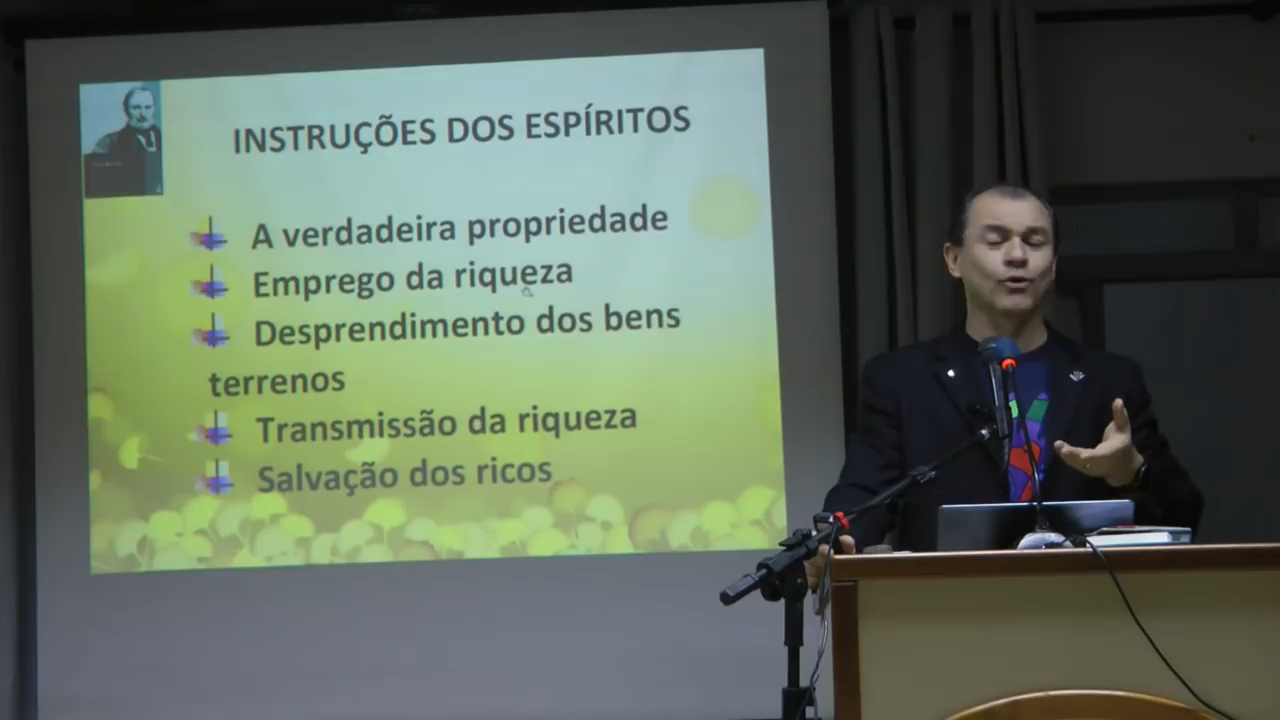 INSTRUÇÕES DOS ESPÍRITOS
A verdadeira propriedade
Emprego da riqueza
Desprendimento dos bens
terrenos
Transmissão da riqueza
Salvação dos ricos